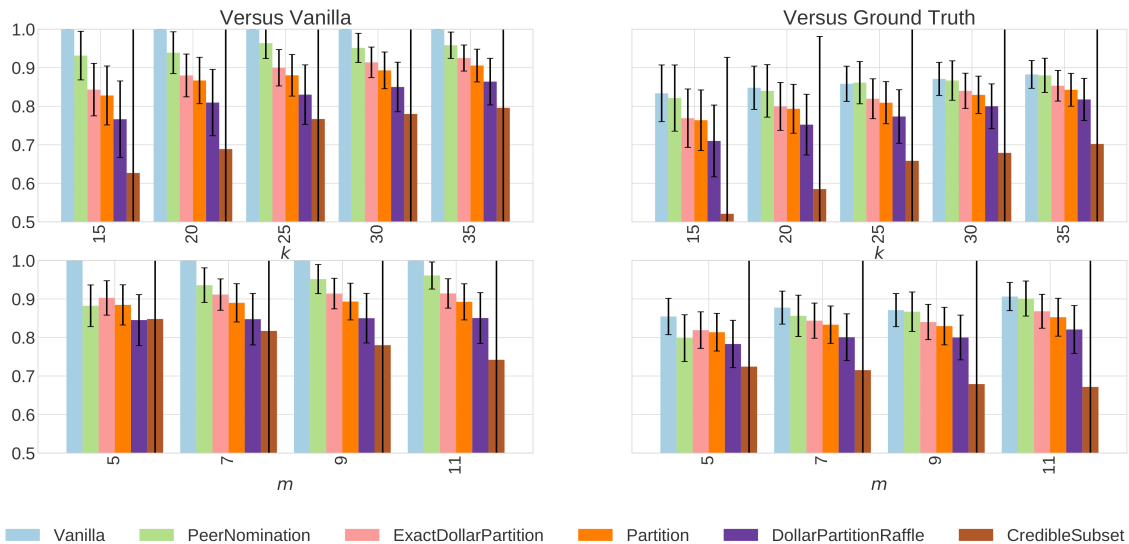 Versus Vanilla
Versus Ground Truth
1.0
0.9
0.8
0.7
0.6
0.5
15 20 25 30 35
k
15 20 25 30 35
k
1.0
0.9
0.8
0.7
0.6
0.5
5 7 9 11
m
5 7 9 11
m
Vanilla PeerNomination ExactDollarPartition Partition DollarPartitionRaffle CredibleSubset